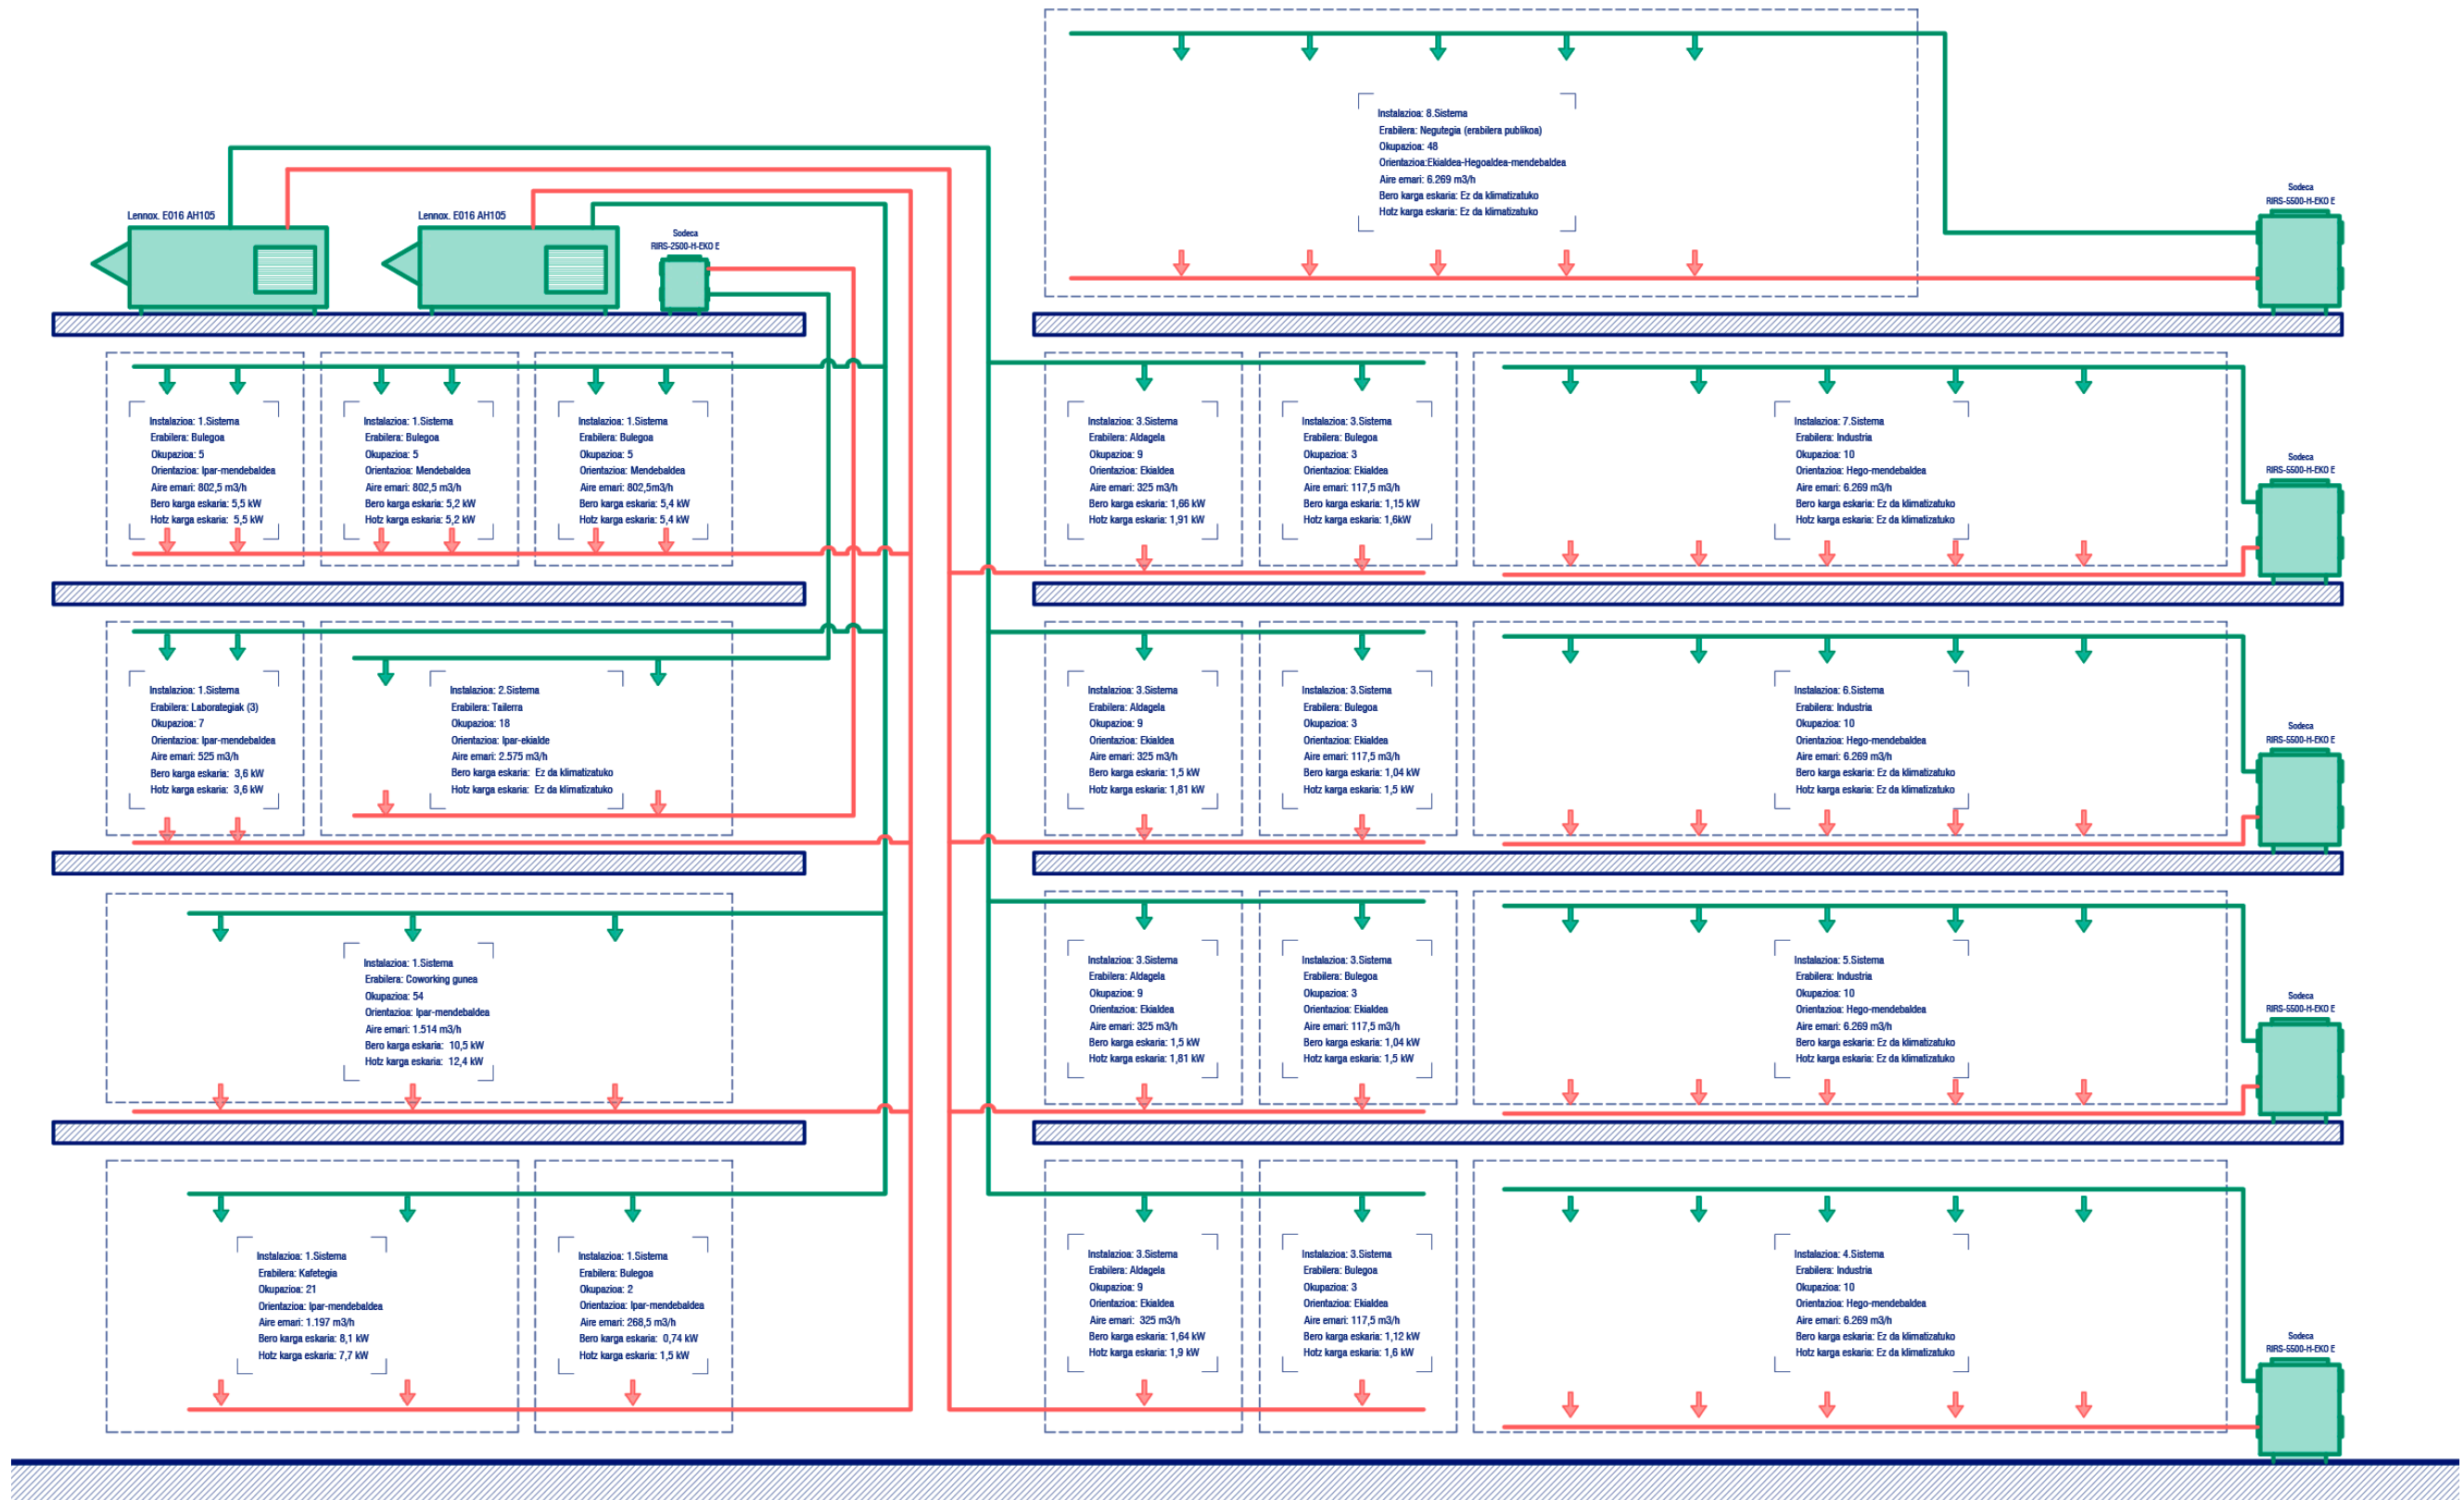 Instalazioa: 8.Sistema
Erabilera: Negutegia (erabilera publikoa)
Okupazioa: 48
Orientazioa:Ekialdea-Hegoaldea-mendebaldea
Aire emari: 6.269 m3/h
Bero karga eskaria: Ez da klimatizatuko
Hotz karga eskaria: Ez da klimatizatuko
Sodeca
RIRS-5500-H-EKO E
Lennox. E016 AH105
Lennox. E016 AH105
Sodeca
RIRS-2500-H-EKO E
Instalazioa: 1.Sistema
Erabilera: Bulegoa
Okupazioa: 5
Orientazioa: Ipar-mendebaldea
Aire emari: 802,5 m3/h
Bero karga eskaria: 5,5 kW
Hotz karga eskaria: 5,5 kW
Instalazioa: 1.Sistema
Erabilera: Bulegoa
Okupazioa: 5
Orientazioa: Mendebaldea
Aire emari: 802,5 m3/h
Bero karga eskaria: 5,2 kW
Hotz karga eskaria: 5,2 kW
Instalazioa: 1.Sistema
Erabilera: Bulegoa
Okupazioa: 5
Orientazioa: Mendebaldea
Aire emari: 802,5m3/h
Bero karga eskaria: 5,4 kW
Hotz karga eskaria: 5,4 kW
Instalazioa: 3.Sistema
Erabilera: Aldagela
Okupazioa: 9
Orientazioa: Ekialdea
Aire emari: 325 m3/h
Bero karga eskaria: 1,66 kW
Hotz karga eskaria: 1,91 kW
Instalazioa: 3.Sistema
Erabilera: Bulegoa
Okupazioa: 3
Orientazioa: Ekialdea
Aire emari: 117,5 m3/h
Bero karga eskaria: 1,15 kW
Hotz karga eskaria: 1,6kW
Instalazioa: 7.Sistema
Erabilera: Industria
Okupazioa: 10
Orientazioa: Hego-mendebaldea
Aire emari: 6.269 m3/h
Bero karga eskaria: Ez da klimatizatuko
Hotz karga eskaria: Ez da klimatizatuko
Sodeca
RIRS-5500-H-EKO E
Instalazioa: 1.Sistema
Erabilera: Laborategiak (3)
Okupazioa: 7
Orientazioa: Ipar-mendebaldea
Aire emari: 525 m3/h
Bero karga eskaria: 3,6 kW
Hotz karga eskaria: 3,6 kW
Instalazioa: 2.Sistema
Erabilera: Tailerra
Okupazioa: 18
Orientazioa: Ipar-ekialde
Aire emari: 2.575 m3/h
Bero karga eskaria: Ez da klimatizatuko
Hotz karga eskaria: Ez da klimatizatuko
Instalazioa: 3.Sistema
Erabilera: Aldagela
Okupazioa: 9
Orientazioa: Ekialdea
Aire emari: 325 m3/h
Bero karga eskaria: 1,5 kW
Hotz karga eskaria: 1,81 kW
Instalazioa: 3.Sistema
Erabilera: Bulegoa
Okupazioa: 3
Orientazioa: Ekialdea
Aire emari: 117,5 m3/h
Bero karga eskaria: 1,04 kW
Hotz karga eskaria: 1,5 kW
Instalazioa: 6.Sistema
Erabilera: Industria
Okupazioa: 10
Orientazioa: Hego-mendebaldea
Aire emari: 6.269 m3/h
Bero karga eskaria: Ez da klimatizatuko
Hotz karga eskaria: Ez da klimatizatuko
Sodeca
RIRS-5500-H-EKO E
Instalazioa: 1.Sistema
Erabilera: Coworking gunea
Okupazioa: 54
Orientazioa: Ipar-mendebaldea
Aire emari: 1.514 m3/h
Bero karga eskaria: 10,5 kW
Hotz karga eskaria: 12,4 kW
Instalazioa: 3.Sistema
Erabilera: Aldagela
Okupazioa: 9
Orientazioa: Ekialdea
Aire emari: 325 m3/h
Bero karga eskaria: 1,5 kW
Hotz karga eskaria: 1,81 kW
Instalazioa: 3.Sistema
Erabilera: Bulegoa
Okupazioa: 3
Orientazioa: Ekialdea
Aire emari: 117,5 m3/h
Bero karga eskaria: 1,04 kW
Hotz karga eskaria: 1,5 kW
Instalazioa: 5.Sistema
Erabilera: Industria
Okupazioa: 10
Orientazioa: Hego-mendebaldea
Aire emari: 6.269 m3/h
Bero karga eskaria: Ez da klimatizatuko
Hotz karga eskaria: Ez da klimatizatuko
Sodeca
RIRS-5500-H-EKO E
Instalazioa: 1.Sistema
Erabilera: Kafetegia
Okupazioa: 21
Orientazioa: Ipar-mendebaldea
Aire emari: 1.197 m3/h
Bero karga eskaria: 8,1 kW
Hotz karga eskaria: 7,7 kW
Instalazioa: 1.Sistema
Erabilera: Bulegoa
Okupazioa: 2
Orientazioa: Ipar-mendebaldea
Aire emari: 268,5 m3/h
Bero karga eskaria: 0,74 kW
Hotz karga eskaria: 1,5 kW
Instalazioa: 3.Sistema
Erabilera: Aldagela
Okupazioa: 9
Orientazioa: Ekialdea
Aire emari: 325 m3/h
Bero karga eskaria: 1,64 kW
Hotz karga eskaria: 1,9 kW
Instalazioa: 3.Sistema
Erabilera: Bulegoa
Okupazioa: 3
Orientazioa: Ekialdea
Aire emari: 117,5 m3/h
Bero karga eskaria: 1,12 kW
Hotz karga eskaria: 1,6 kW
Instalazioa: 4.Sistema
Erabilera: Industria
Okupazioa: 10
Orientazioa: Hego-mendebaldea
Aire emari: 6.269 m3/h
Bero karga eskaria: Ez da klimatizatuko
Hotz karga eskaria: Ez da klimatizatuko
Sodeca
RIRS-5500-H-EKO E